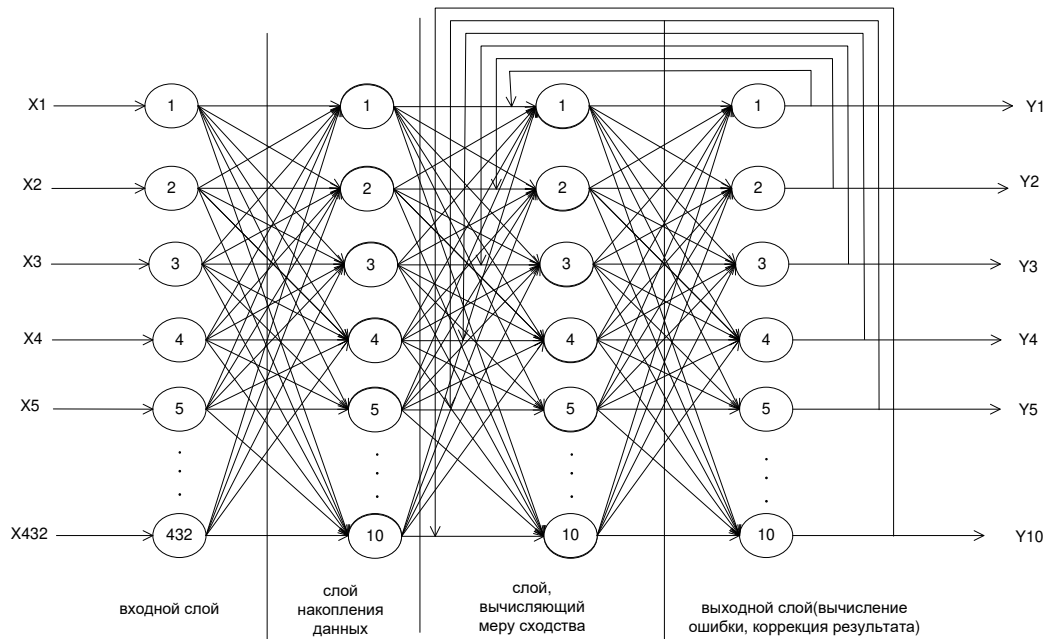 X1
1
1
1
1
Y1
X2
2
2
2
2
Y2
X3
3
3
3
3
Y3
X4
4
4
4
4
Y4
X5
5
5
5
5
Y5
X432
432
10
10
10
Y10
входной слой
слой
накопления
данных
слой,
вычисляющий
меру сходства
выходной слой(вычисление
ошибки, коррекция результата)